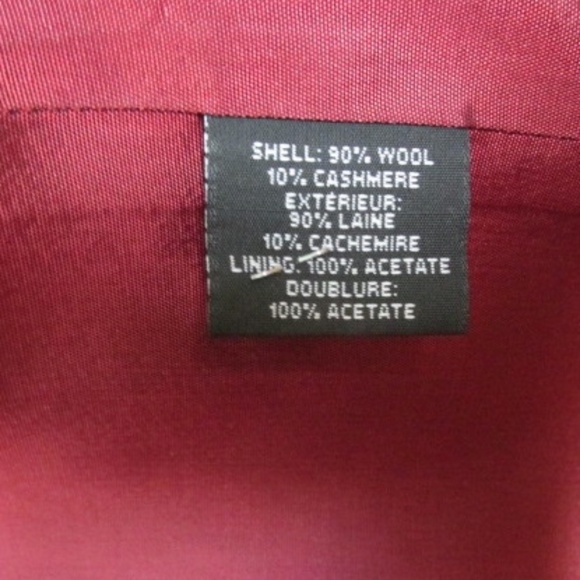 SHELL: 90% WOOL
10% CASHMERE
EXTÉRIEUR:
90% LAINE
10% CACHEMIRE
LINING: 100% ACETATE
DOUBLURE:
100% ACETATE